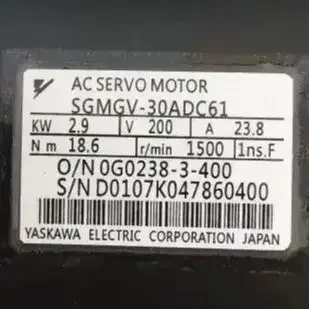 AC SERVO MOTOR
SGMGV-30ADC61
KW 2.9 V 200 A 23.8
N m 18.6 r/min 1500 1ns.F
O/N 0G0238-3-400
S/N D0107K047860400
YASKAWA ELECTRIC CORPORATION JAPAN